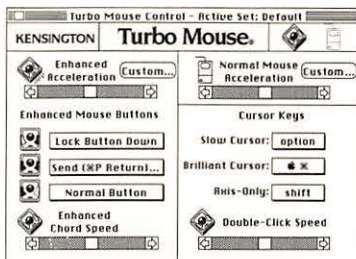 Turbo Mouse Control - Active Set: Default
KENSINGTON Turbo Mouse.
Enhanced
Acceleration
Custom...
Normal Mouse
Acceleration
Custom...
Enhanced Mouse Buttons
Lock Button Down
Send (⌘P Return)...
Normal Button
Enhanced
Chord Speed
Cursor Keys
Slow Cursor: option
Brilliant Cursor:  ⌘
Axis-Only: shift
Double-Click Speed